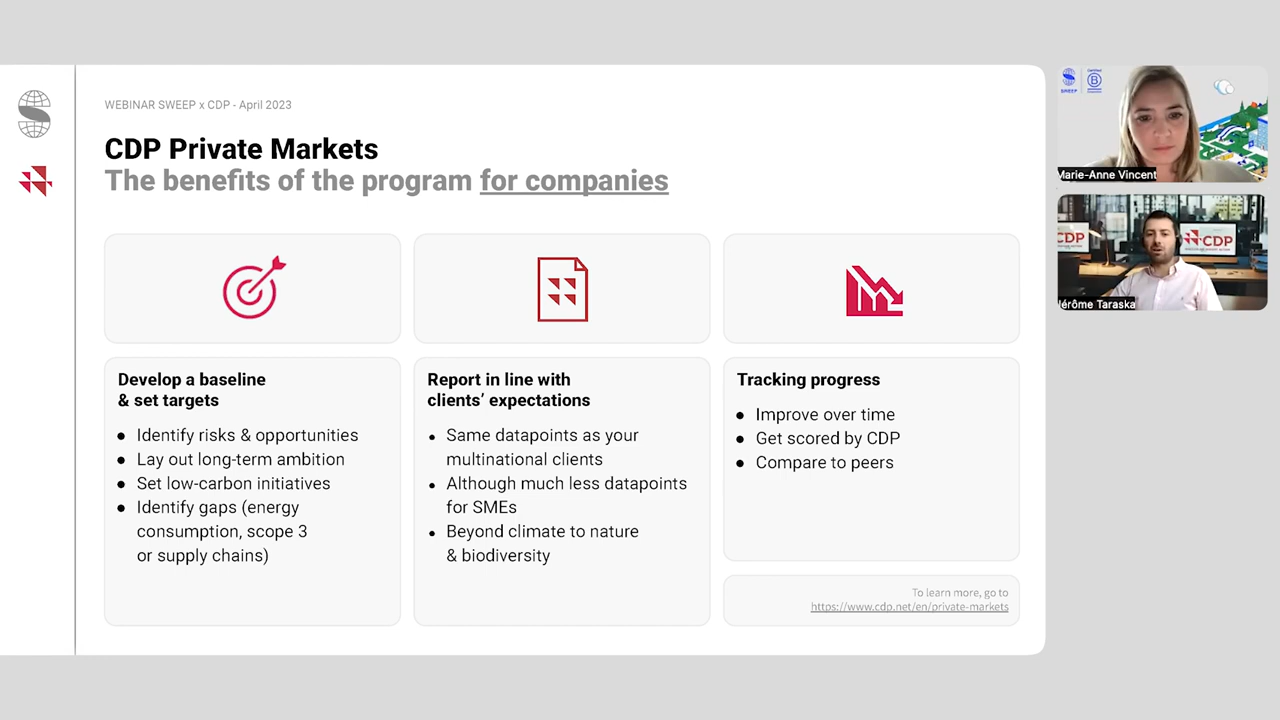 WEBINAR SWEEP x CDP - April 2023
CDP Private Markets
The benefits of the program for companies
Develop a baseline
& set targets
● Identify risks & opportunities
● Lay out long-term ambition
● Set low-carbon initiatives
● Identify gaps (energy
consumption, scope 3
or supply chains)
Report in line with
clients’ expectations
● Same datapoints as your
multinational clients
● Although much less datapoints
for SMEs
● Beyond climate to nature
& biodiversity
Tracking progress
● Improve over time
● Get scored by CDP
● Compare to peers
To learn more, go to
https://www.cdp.net/en/private-markets
SWEEP
Certified
B
Marie-Anne Vincent
CDP
CDP
Jérôme Taraska